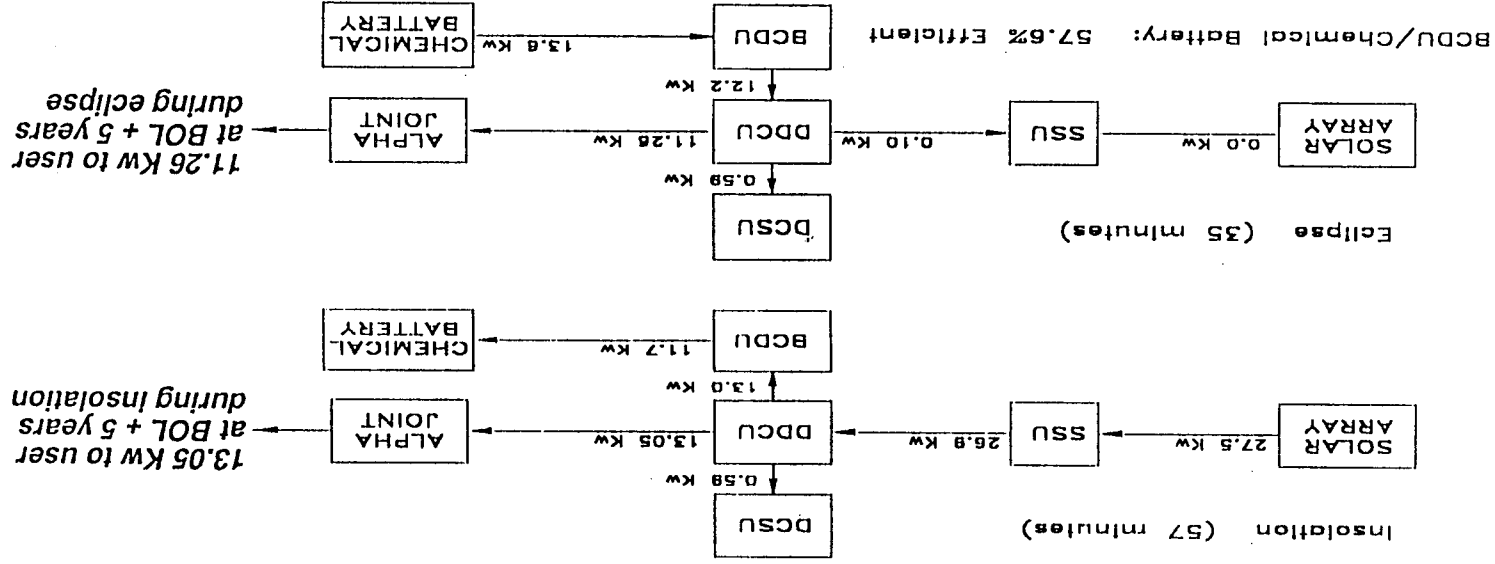 Insolation (57 minutes)
DCSU
0.59 Kw
SOLAR
ARRAY
27.5 Kw
SSU
26.9 Kw
DDCU
13.05 Kw
ALPHA
JOINT
13.05 Kw to user
at BOL + 5 years
during insolation
13.0 Kw
BCDU
11.7 Kw
CHEMICAL
BATTERY
Eclipse (35 minutes)
DCSU
0.59 Kw
SOLAR
ARRAY
0.0 Kw
SSU
0.10 Kw
DDCU
11.26 Kw
ALPHA
JOINT
11.26 Kw to user
at BOL + 5 years
during eclipse
12.2 Kw
BCDU/Chemical Battery: 57.6% Efficient
BCDU
13.6 Kw
CHEMICAL
BATTERY